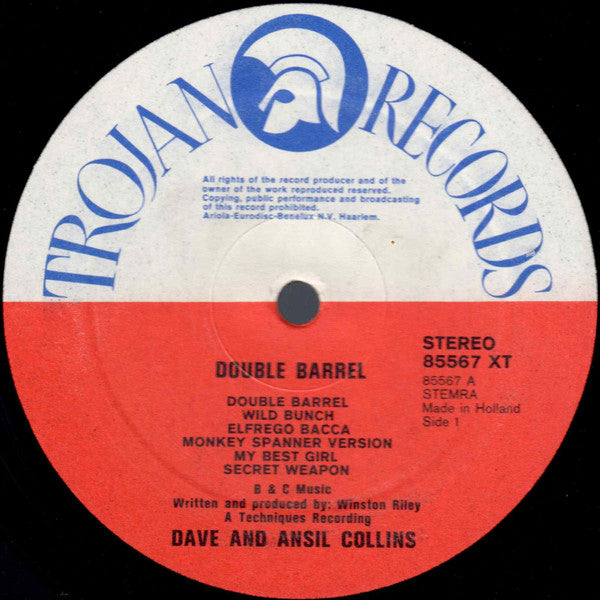 TROJAN RECORDS
All rights of the record producer and of the
owner of the work reproduced reserved.
Copying, public performance and broadcasting
of this record prohibited.
Ariola-Eurodisc-Benelux N.V. Haarlem.
STEREO
85567 XT
85567 A
STEMRA
Made in Holland
Side 1
DOUBLE BARREL
DOUBLE BARREL
WILD BUNCH
ELFREGO BACCA
MONKEY SPANNER VERSION
MY BEST GIRL
SECRET WEAPON
B & C Music
Written and produced by: Winston Riley
A Techniques Recording
DAVE AND ANSIL COLLINS